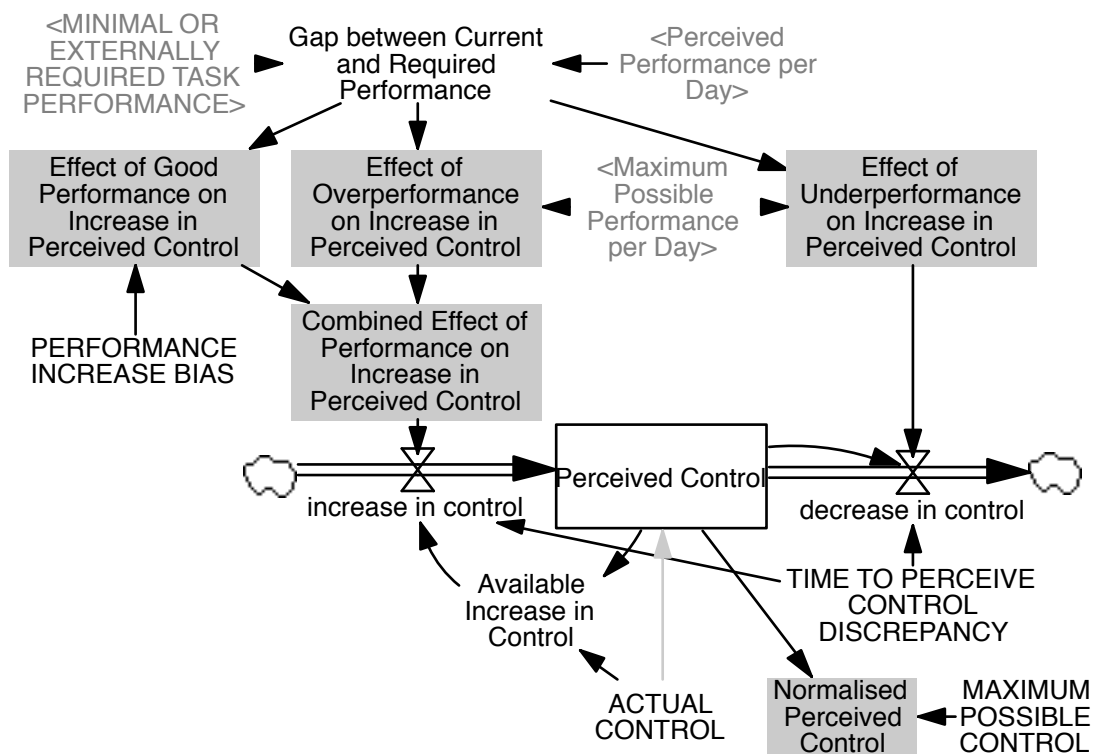 <MINIMAL OR
EXTERNALLY
REQUIRED TASK
PERFORMANCE>
Gap between Current
and Required
Performance
<Perceived
Performance per
Day>
Effect of Good
Performance on
Increase in
Perceived Control
Effect of
Overperformance
on Increase in
Perceived Control
<Maximum
Possible
Performance
per Day>
Effect of
Underperformance
on Increase in
Perceived Control
PERFORMANCE
INCREASE BIAS
Combined Effect of
Performance on
Increase in
Perceived Control
Perceived Control
increase in control
decrease in control
Available
Increase in
Control
TIME TO PERCEIVE
CONTROL
DISCREPANCY
ACTUAL
CONTROL
Normalised
Perceived
Control
MAXIMUM
POSSIBLE
CONTROL